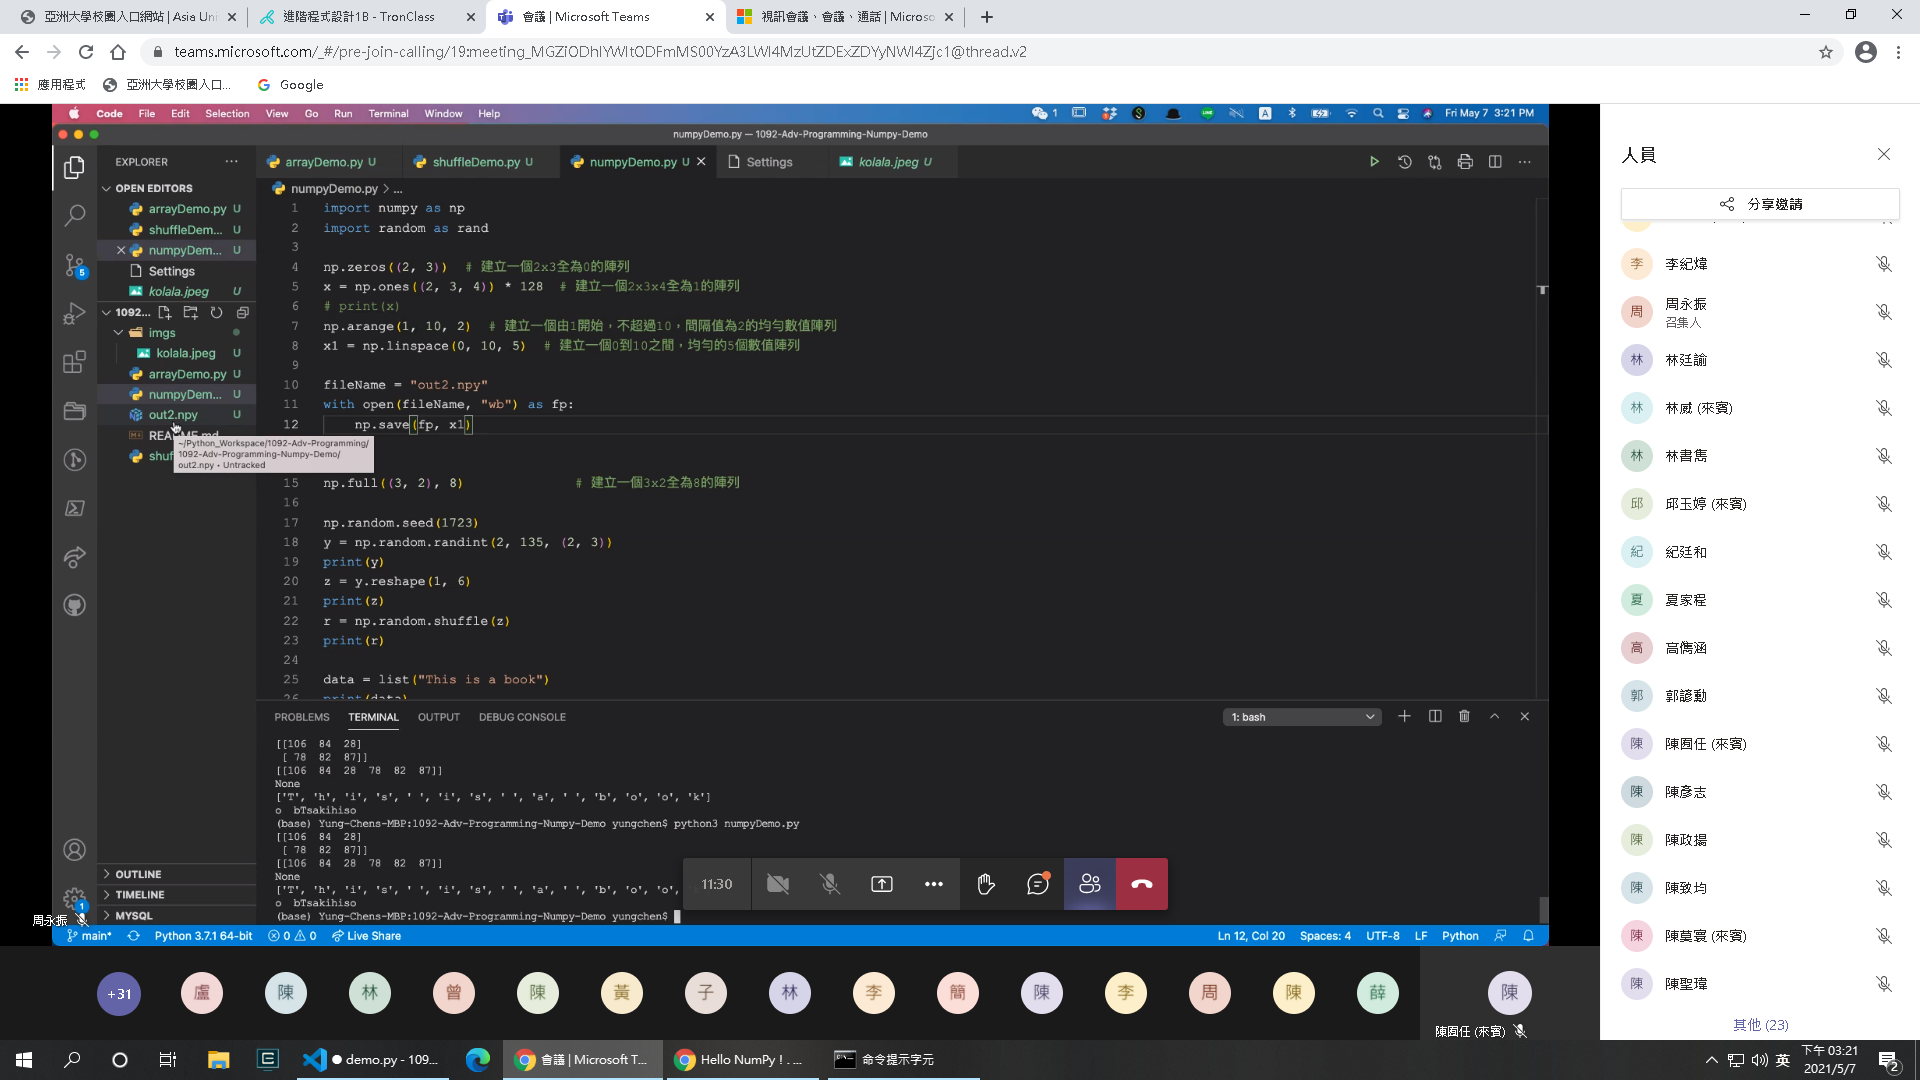 亞洲大學校園入口網站 | Asia Uni
進階程式設計1B - TronClass
會議 | Microsoft Teams
視訊會議、會議、通話 | Microso
teams.microsoft.com/_#/pre-join-calling/19:meeting_MGZiODhlYWItODFmMS00YzA3LWI4MzUtZDExZDYyNWI4Zjc1@thread.v2
應用程式
亞洲大學校園入口...
Google
Code File Edit Selection View Go Run Terminal Window Help
1
Fri May 7 3:21 PM
numpyDemo.py — 1092-Adv-Programming-Numpy-Demo
EXPLORER
arrayDemo.py U
shuffleDemo.py U
numpyDemo.py U
Settings
kolala.jpeg U
OPEN EDITORS
arrayDemo.py U
shuffleDem... U
numpyDem... U
Settings
kolala.jpeg U
1092...
imgs
kolala.jpeg U
arrayDemo.py U
numpyDem... U
out2.npy U
README.md
shuf
~/Python_Workspace/1092-Adv-Programming/
1092-Adv-Programming-Numpy-Demo/
out2.npy • Untracked
5
OUTLINE
TIMELINE
MYSQL
1
numpyDemo.py > ...
1 import numpy as np
2 import random as rand
3
4 np.zeros((2, 3)) # 建立一個2x3全為0的陣列
5 x = np.ones((2, 3, 4)) * 128 # 建立一個2x3x4全為1的陣列
6 # print(x)
7 np.arange(1, 10, 2) # 建立一個由1開始，不超過10，間隔值為2的均勻數值陣列
8 x1 = np.linspace(0, 10, 5) # 建立一個0到10之間，均勻的5個數值陣列
9
10 fileName = "out2.npy"
11 with open(fileName, "wb") as fp:
12 np.save(fp, x1)
15 np.full((3, 2), 8) # 建立一個3x2全為8的陣列
16
17 np.random.seed(1723)
18 y = np.random.randint(2, 135, (2, 3))
19 print(y)
20 z = y.reshape(1, 6)
21 print(z)
22 r = np.random.shuffle(z)
23 print(r)
24
25 data = list("This is a book")
26 print(data)
PROBLEMS TERMINAL OUTPUT DEBUG CONSOLE
1: bash
[[106 84 28]
[ 78 82 87]]
[[106 84 28 78 82 87]]
None
['T', 'h', 'i', 's', ' ', 'i', 's', ' ', 'a', ' ', 'b', 'o', 'o', 'k']
o bTsakihiso
(base) Yung-Chens-MBP:1092-Adv-Programming-Numpy-Demo yungchen$ python3 numpyDemo.py
[[106 84 28]
[ 78 82 87]]
[[106 84 28 78 82 87]]
None
['T', 'h', 'i', 's', ' ', 'i', 's', ' ', 'a', ' ', 'b', 'o', 'o',
o bTsakihiso
(base) Yung-Chens-MBP:1092-Adv-Programming-Numpy-Demo yungchen$
11:30
周永振
main* Python 3.7.1 64-bit 0 0 Live Share
Ln 12, Col 20 Spaces: 4 UTF-8 LF Python
+31 盧 陳 林 曾 陳 黃 子 林 李 簡 陳 李 周 陳 薛 陳
陳囿任 (來賓)
人員
分享邀請
李 李紀煒
周 周永振
召集人
林 林廷諭
林 林威 (來賓)
林 林書雋
邱 邱玉婷 (來賓)
紀 紀廷和
夏 夏家程
高 高儁涵
郭 郭諺勳
陳 陳囿任 (來賓)
陳 陳彥志
陳 陳政揚
陳 陳致均
陳 陳奠寰 (來賓)
陳 陳聖瑋
其他 (23)
● demo.py - 109...
會議 | Microsoft T...
Hello NumPy ! . ...
命令提示字元
英
下午 03:21
2021/5/7
2